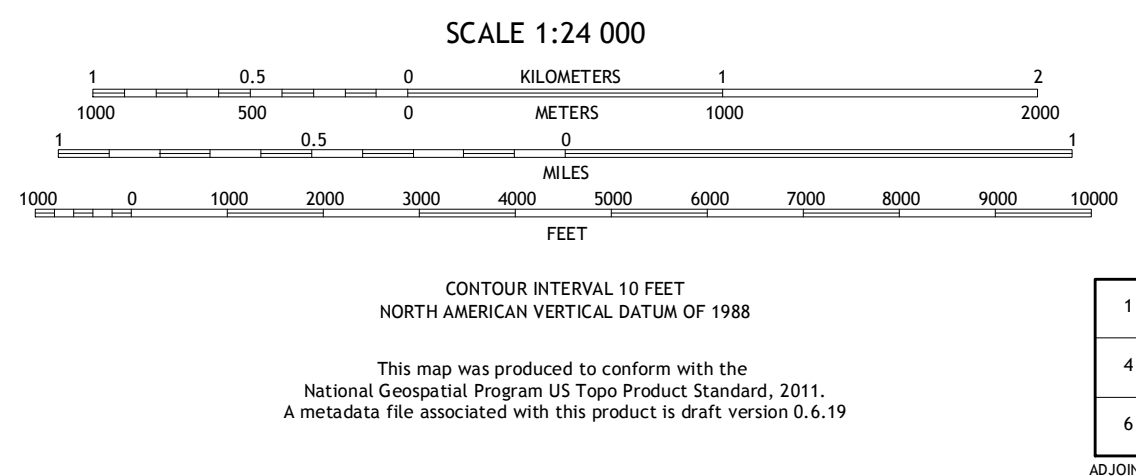 SCALE 1:24 000
1 0.5 0 KILOMETERS 1 2
1000 500 0 METERS 1000 2000
1 0.5 0 1
MILES
1000 0 1000 2000 3000 4000 5000 6000 7000 8000 9000 10000
FEET
CONTOUR INTERVAL 10 FEET
NORTH AMERICAN VERTICAL DATUM OF 1988
This map was produced to conform with the
National Geospatial Program US Topo Product Standard, 2011.
A metadata file associated with this product is draft version 0.6.19
1
4
6
ADJOIN